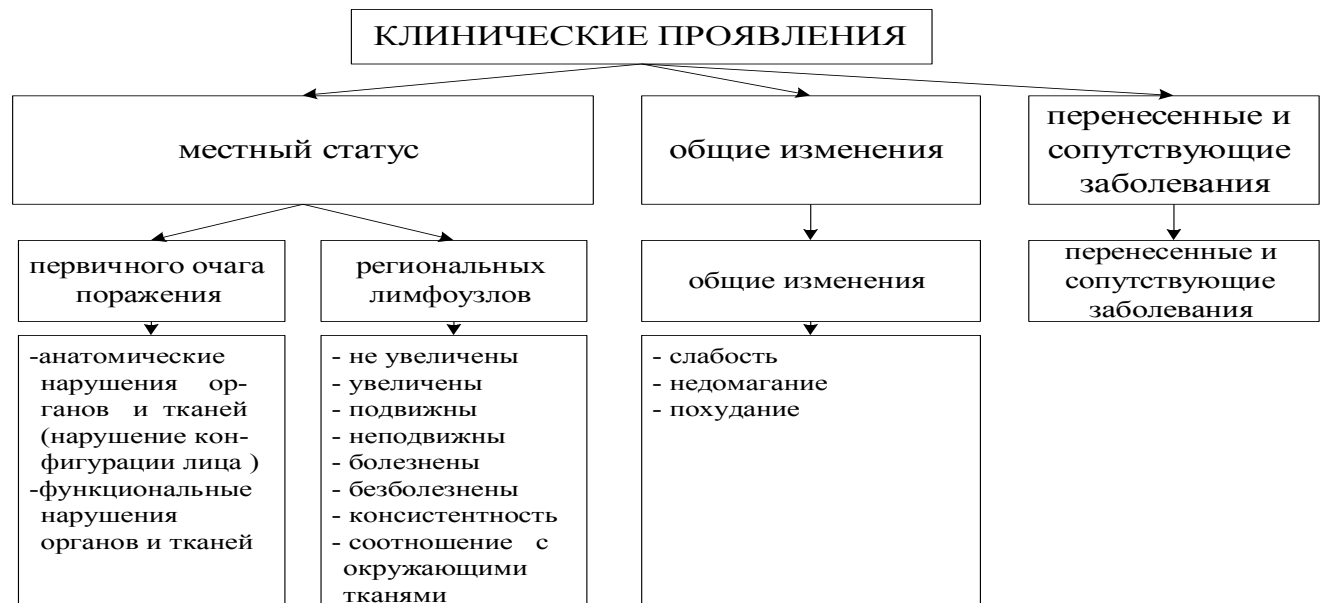 КЛИНИЧЕСКИЕ ПРОЯВЛЕНИЯ
местный статус
общие изменения
перенесенные и
сопутствующие
заболевания
первичного очага
поражения
региональных
лимфоузлов
общие изменения
перенесенные и
сопутствующие
заболевания
-анатомические
нарушения ор-
ганов и тканей
(нарушение кон-
фигурации лица )
-функциональные
нарушения
органов и тканей
- не увеличены
- увеличены
- подвижны
- неподвижны
- болезнены
- безболезнены
- консистентность
- соотношение с
окружающими
тканями
- слабость
- недомагание
- похудание